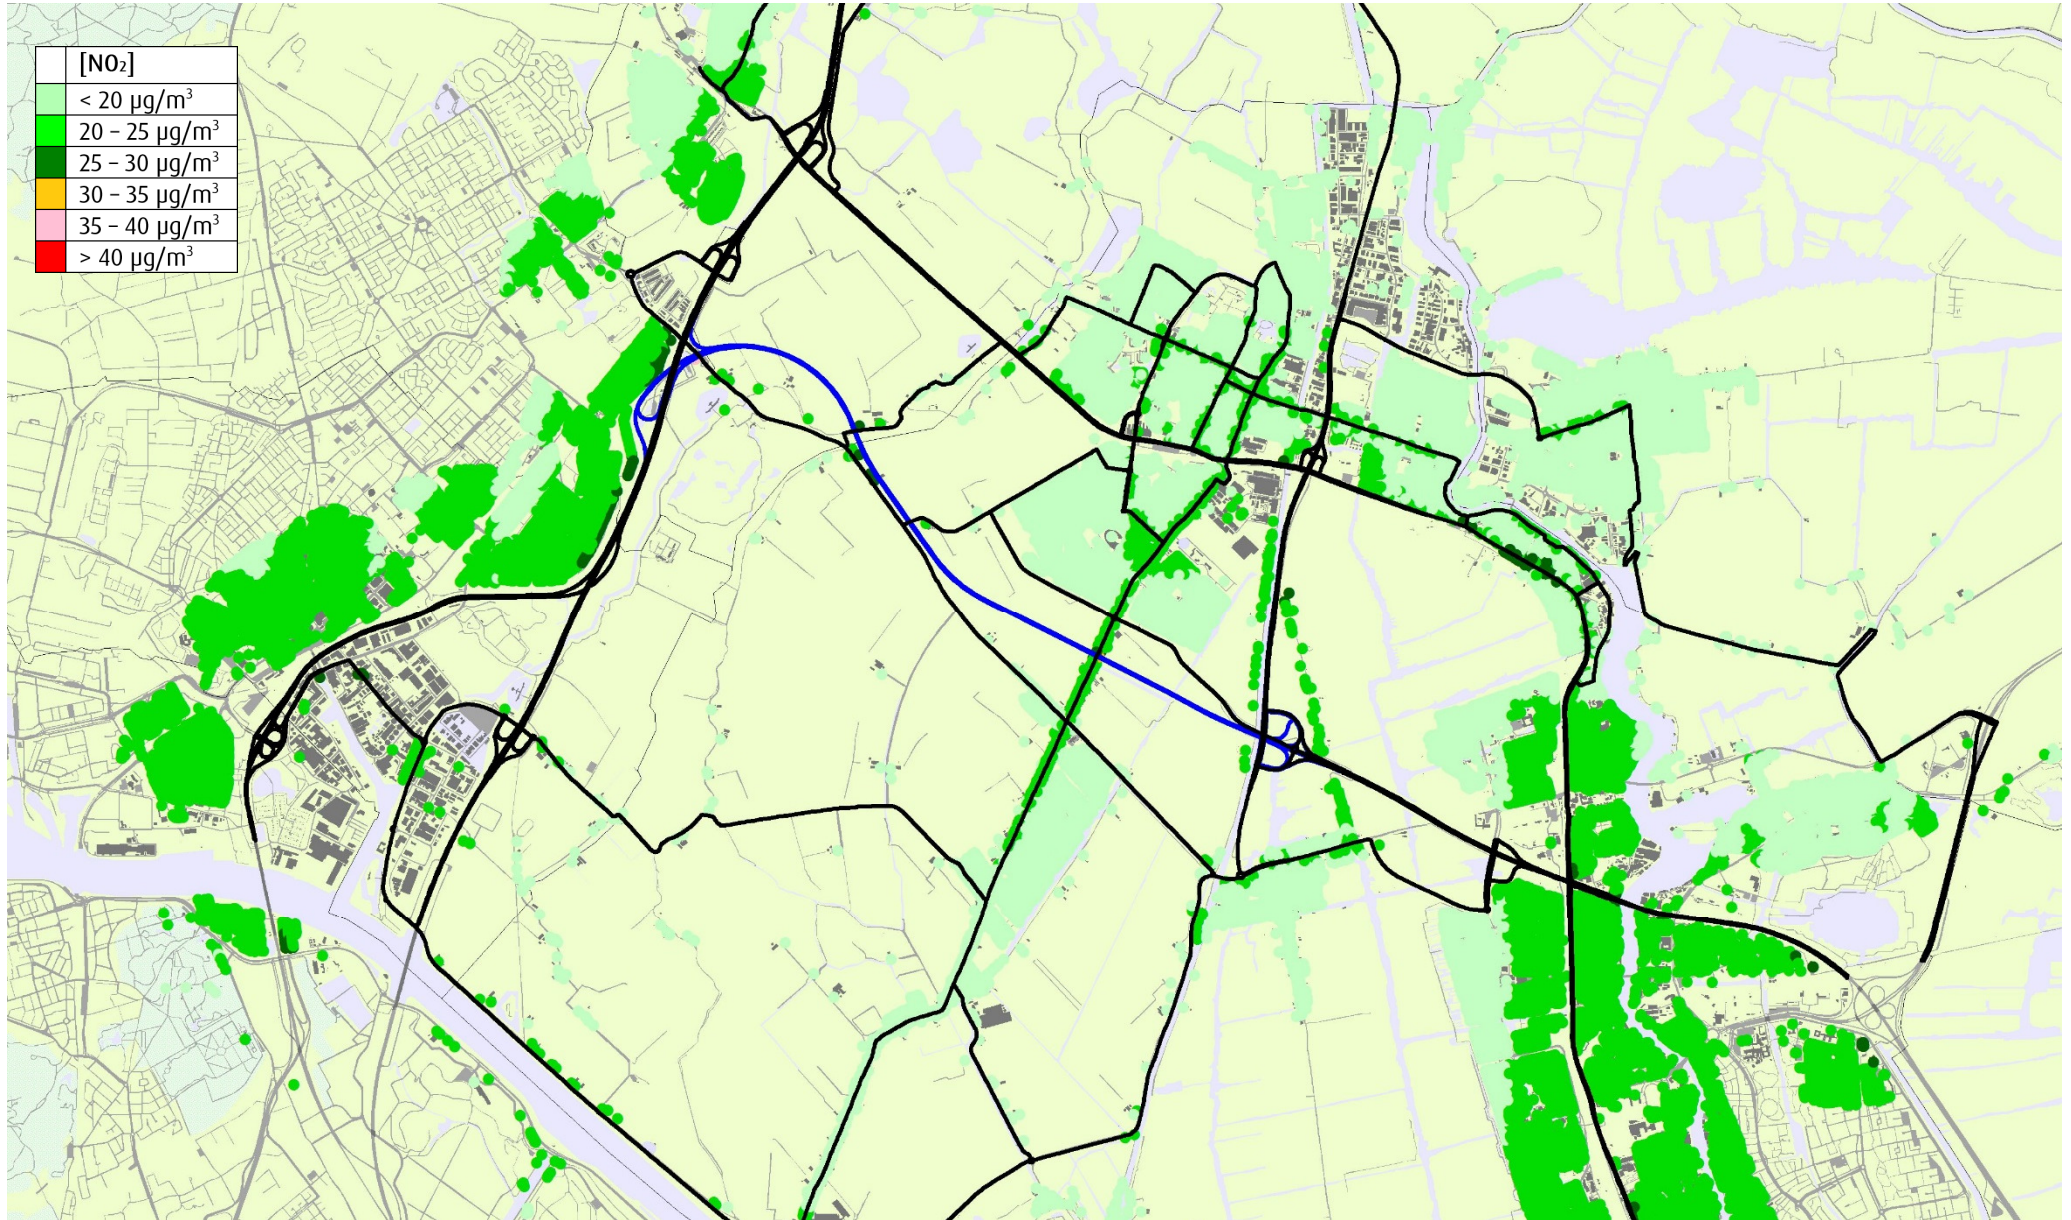 [NO₂]
< 20 µg/m³
20 – 25 µg/m³
25 – 30 µg/m³
30 – 35 µg/m³
35 – 40 µg/m³
> 40 µg/m³